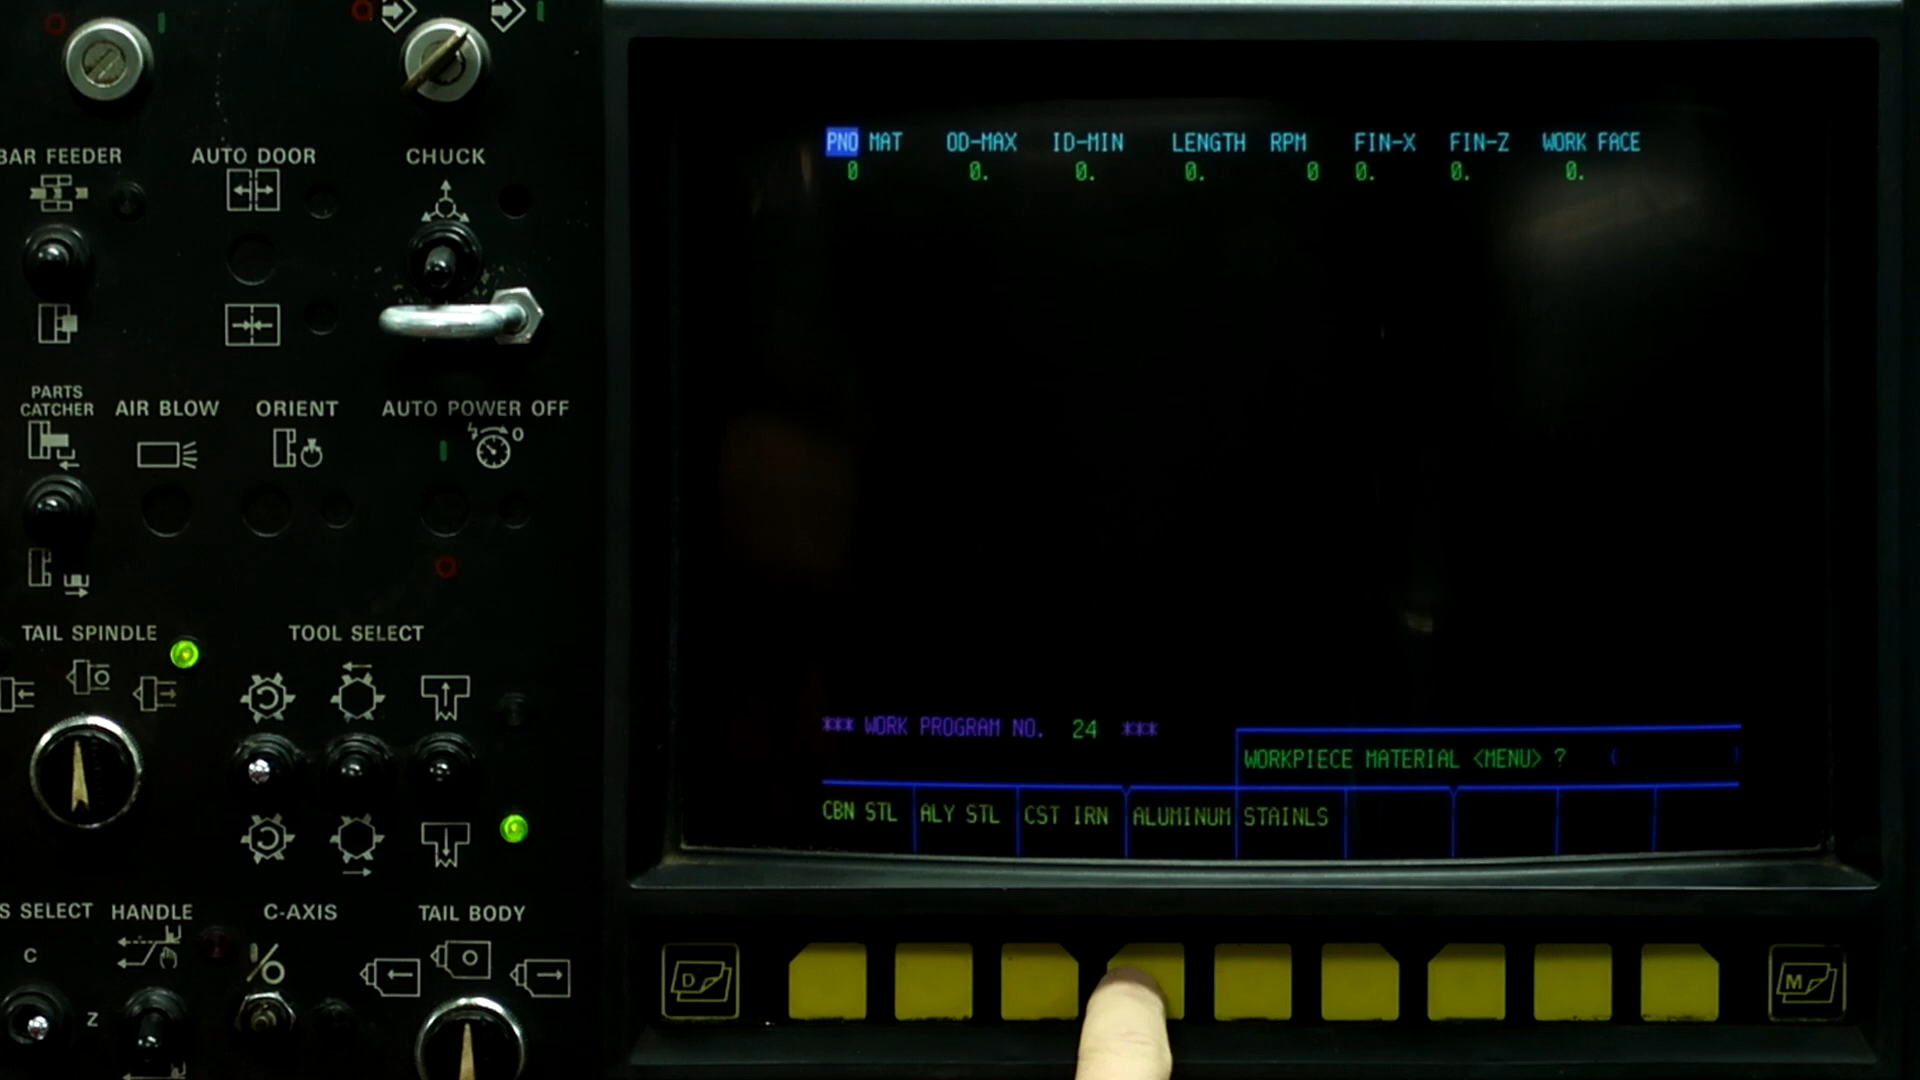 BAR FEEDER
AUTO DOOR
CHUCK
PARTS
CATCHER
AIR BLOW
ORIENT
AUTO POWER OFF
TAIL SPINDLE
TOOL SELECT
S SELECT
HANDLE
C-AXIS
TAIL BODY
C
Z
PNO MAT OD-MAX ID-MIN LENGTH RPM FIN-X FIN-Z WORK FACE
0 0. 0. 0. 0 0. 0. 0.
*** WORK PROGRAM NO. 24 ***
WORKPIECE MATERIAL <MENU> ? ( )
CBN STL ALY STL CST IRN ALUMINUM STAINLS
D
M